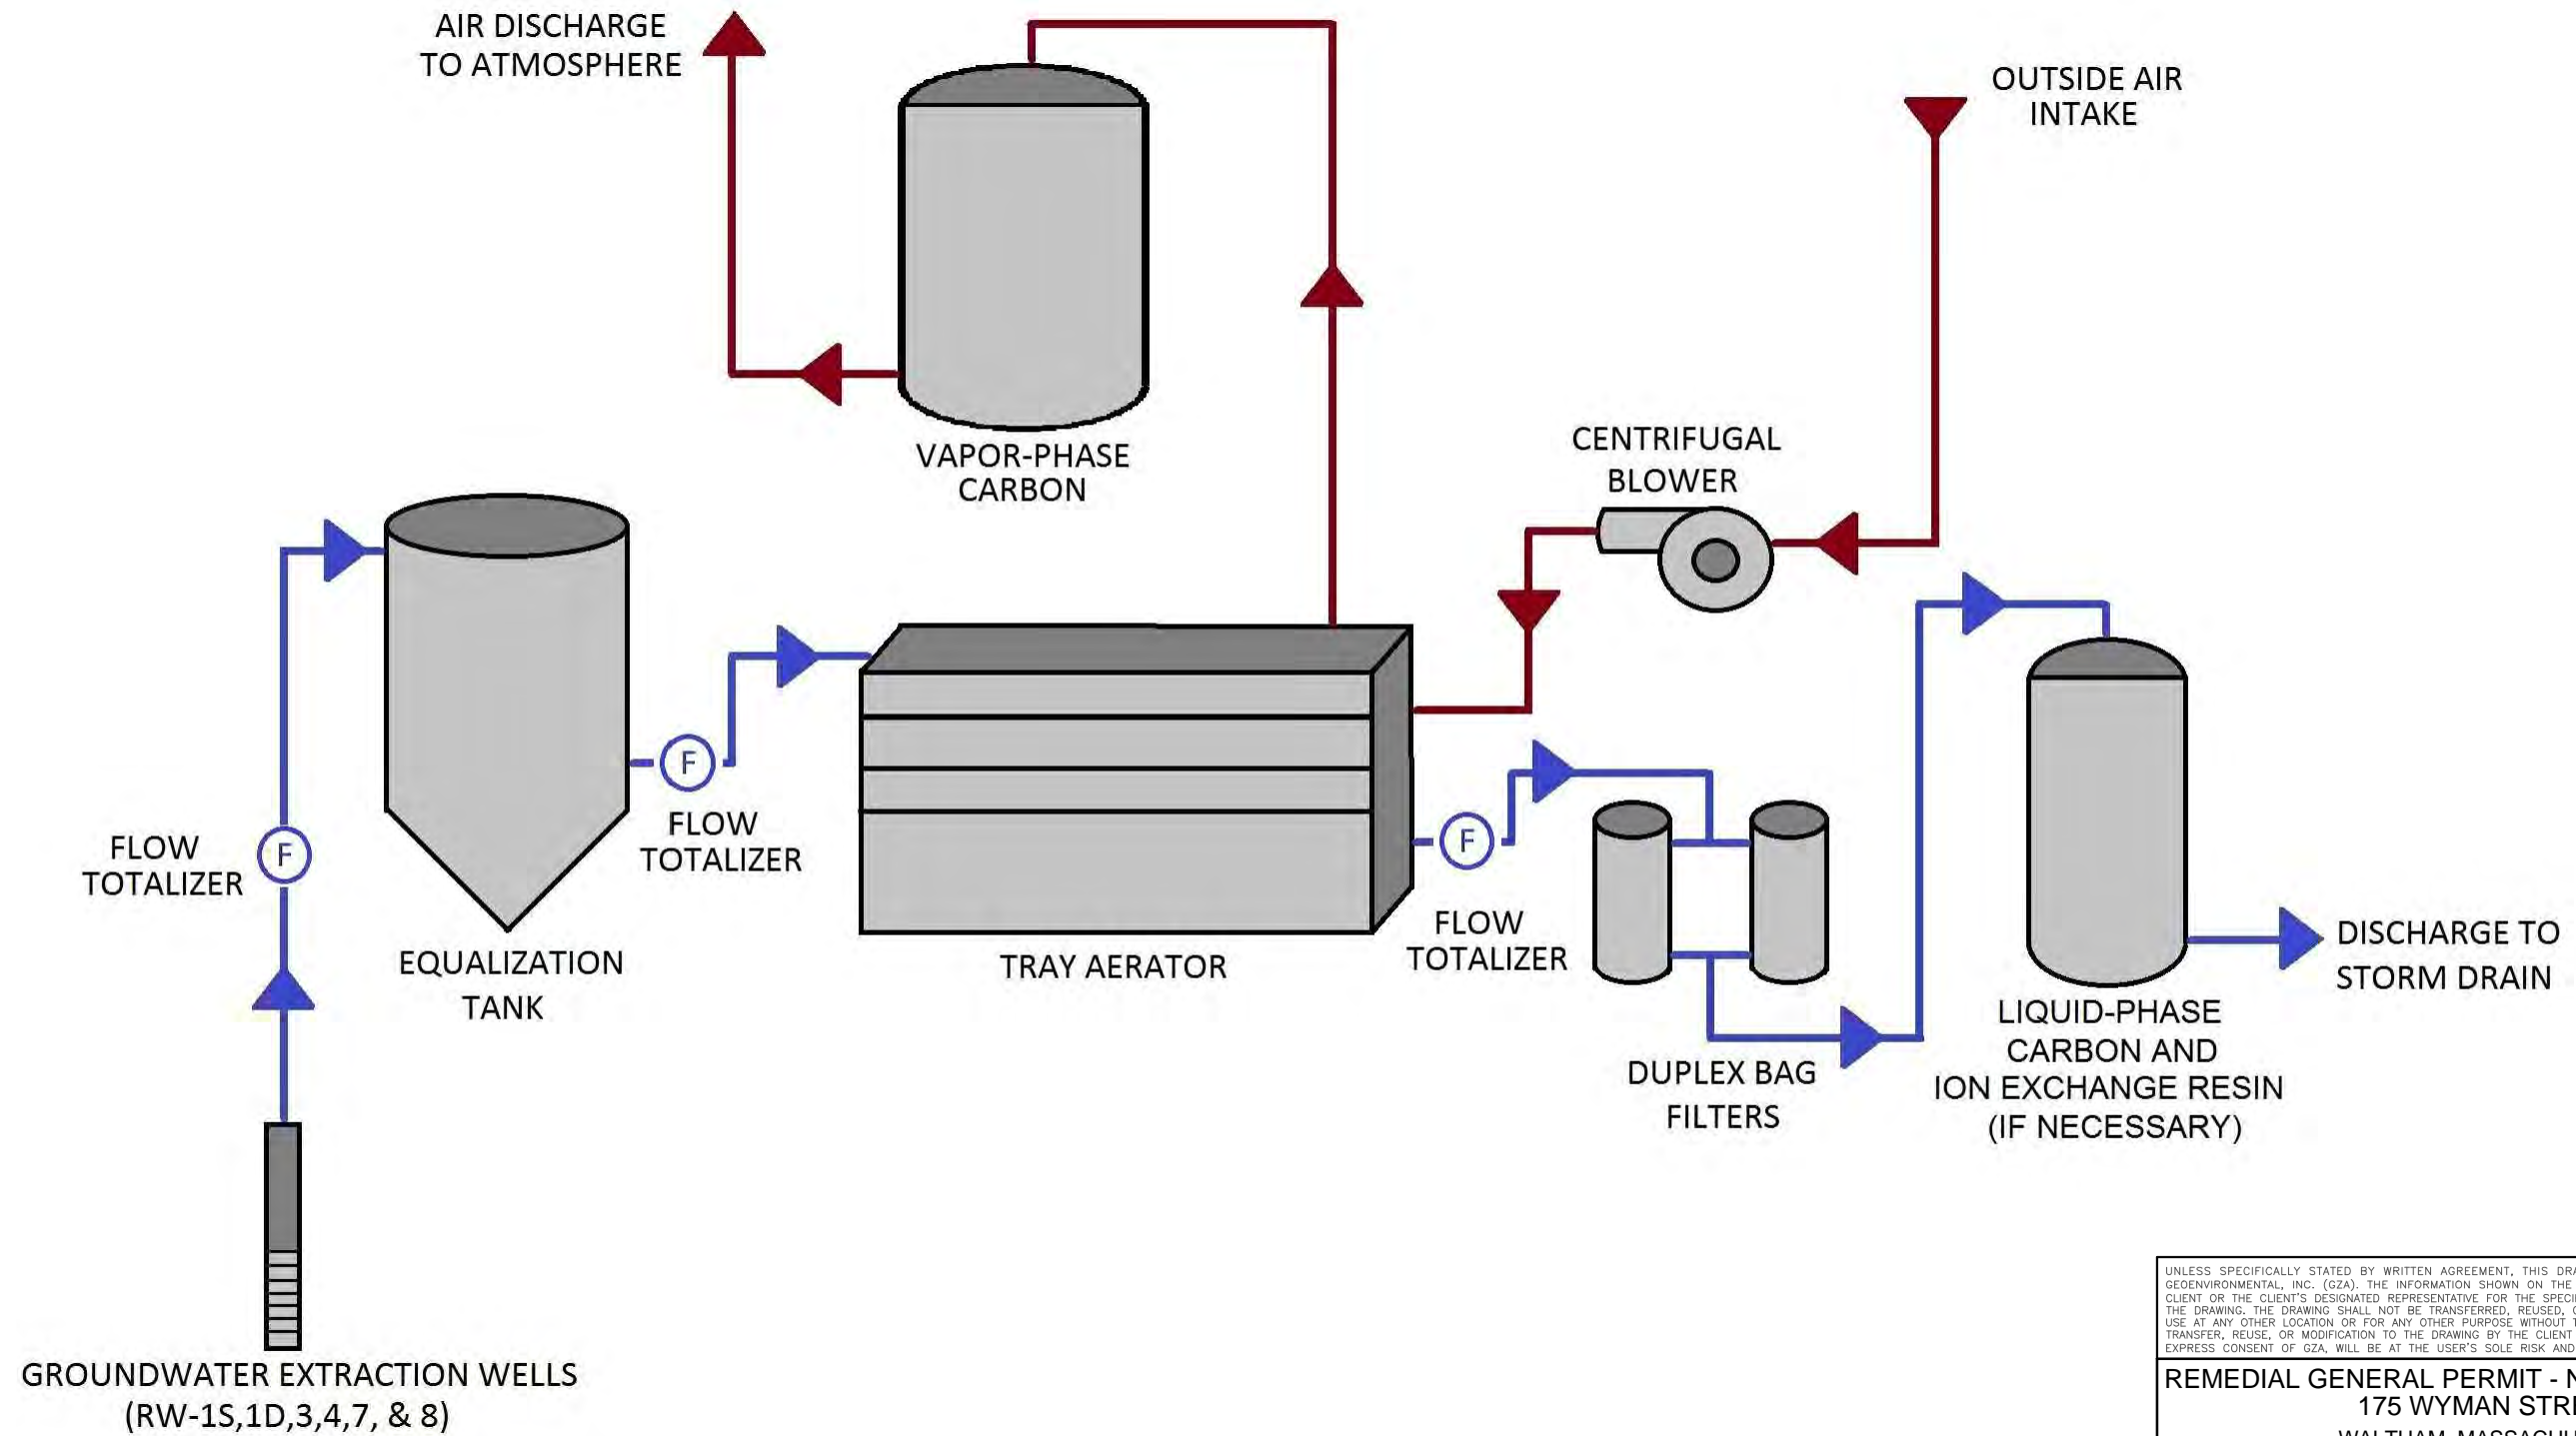 AIR DISCHARGE
TO ATMOSPHERE
OUTSIDE AIR
INTAKE
VAPOR-PHASE
CARBON
CENTRIFUGAL
BLOWER
FLOW
TOTALIZER
F
EQUALIZATION
TANK
F
FLOW
TOTALIZER
TRAY AERATOR
F
FLOW
TOTALIZER
DUPLEX BAG
FILTERS
LIQUID-PHASE
CARBON AND
ION EXCHANGE RESIN
(IF NECESSARY)
DISCHARGE TO
STORM DRAIN
GROUNDWATER EXTRACTION WELLS
(RW-1S,1D,3,4,7, & 8)
UNLESS SPECIFICALLY STATED BY WRITTEN AGREEMENT, THIS
GEOENVIRONMENTAL, INC. (GZA). THE INFORMATION SHOWN ON THE
CLIENT OR THE CLIENT'S DESIGNATED REPRESENTATIVE FOR THE
THE DRAWING. THE DRAWING SHALL NOT BE TRANSFERRED, REUSED,
USE AT ANY OTHER LOCATION OR FOR ANY OTHER PURPOSE WITHOUT
TRANSFER, REUSE, OR MODIFICATION TO THE DRAWING BY THE CLIENT
EXPRESS CONSENT OF GZA, WILL BE AT THE USER'S SOLE RISK AND
REMEDIAL GENERAL PERMIT -
175 WYMAN
WALTHAM,